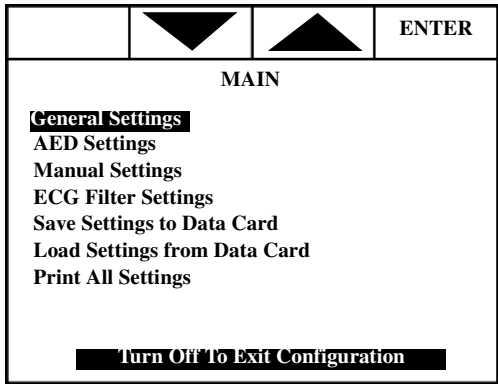 ENTER
MAIN
General Settings
AED Settings
Manual Settings
ECG Filter Settings
Save Settings to Data Card
Load Settings from Data Card
Print All Settings
Turn Off To Exit Configuration